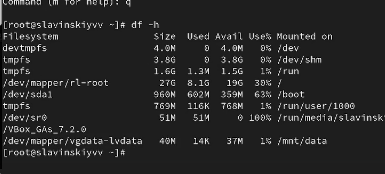 Command (m for help): q

[root@slavinskiyvv ~]# df -h
Filesystem Size Used Avail Use% Mounted on
devtmpfs 4.0M 0 4.0M 0% /dev
tmpfs 3.8G 0 3.8G 0% /dev/shm
tmpfs 1.6G 1.3M 1.5G 1% /run
/dev/mapper/rl-root 27G 8.1G 19G 30% /
/dev/sda1 960M 602M 359M 63% /boot
tmpfs 769M 116K 768M 1% /run/user/1000
/dev/sr0 51M 51M 0 100% /run/media/slavinsk
/VBox_GAs_7.2.0
/dev/mapper/vgdata-lvdata 40M 14K 37M 1% /mnt/data
[root@slavinskiyvv ~]#